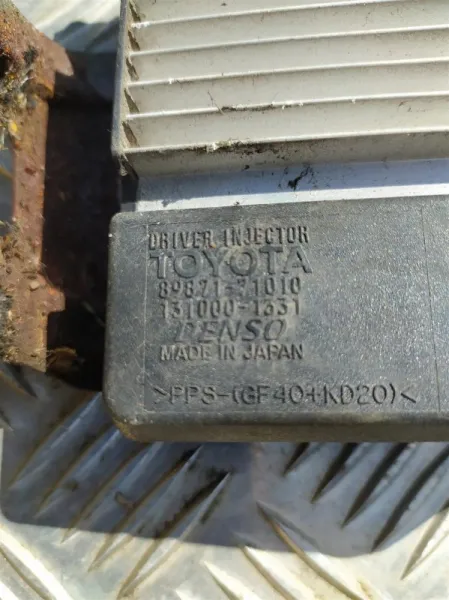 DRIVER INJECTOR
TOYOTA
89871-71010
131000-1331
DENSO
MADE IN JAPAN
>PPS-(GF40+KD20)<